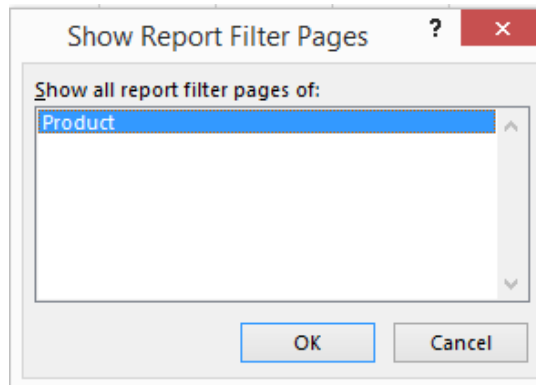 Show Report Filter Pages ? ×
Show all report filter pages of:
Product
OK Cancel